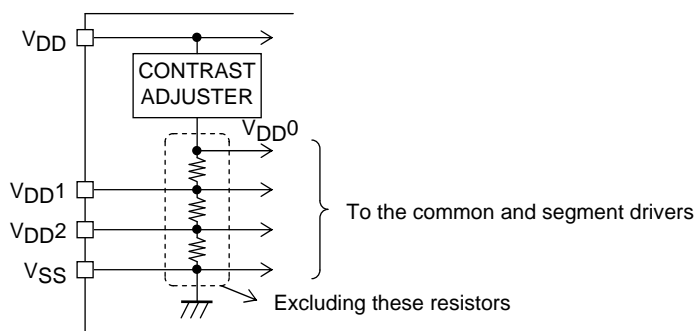 VDD
CONTRAST
ADJUSTER
VDD0
VDD1
VDD2
VSS
To the common and segment drivers
Excluding these resistors